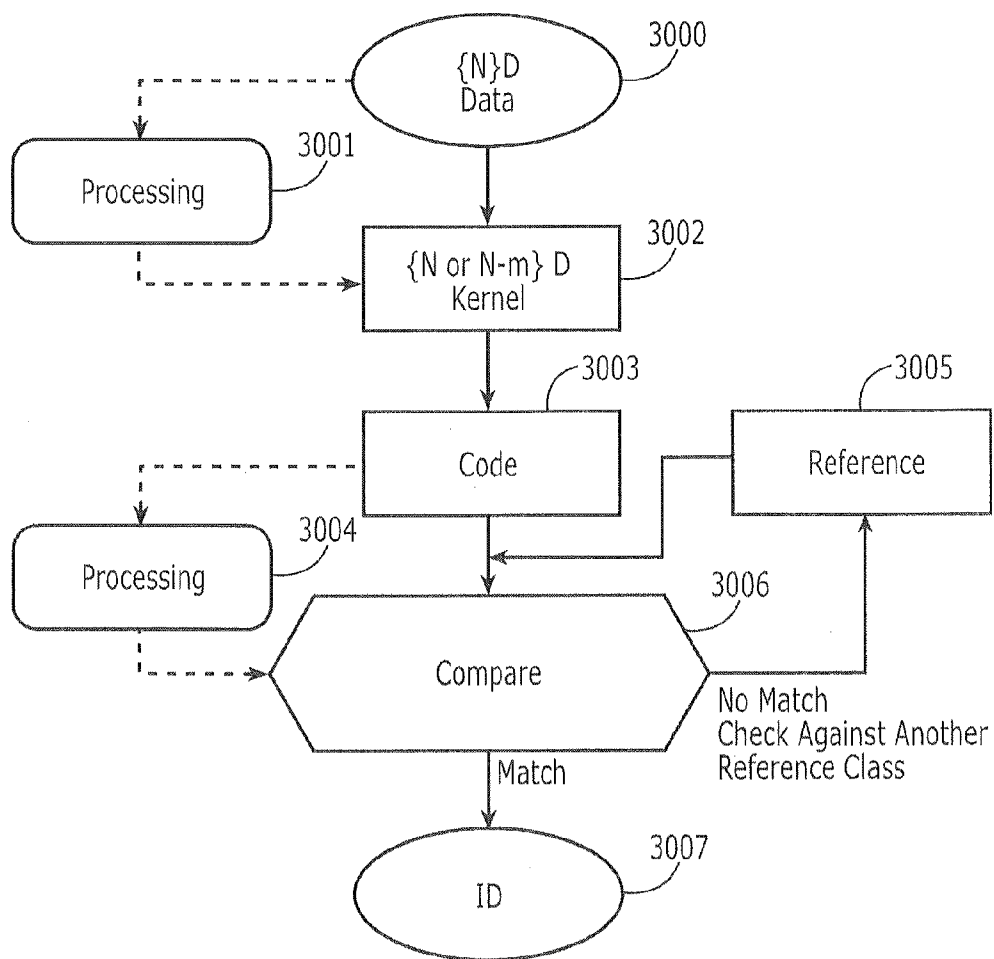 {N}D
Data
3000
3001
Processing
3002
{N or N-m} D
Kernel
3003
Code
3005
Reference
3004
Processing
3006
Compare
No Match
Check Against Another
Reference Class
Match
3007
ID